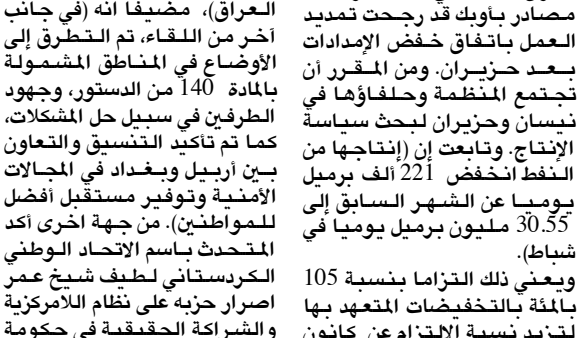 العراق)، مضيفا انه (في جانب
آخر من اللقاء، تم التطرق إلى
الأوضاع في المناطق المشمولة
بالمادة 140 من الدستور، وجهود
الطرفين في سبيل حل المشكلات،
كما تم تأكيد التنسيق والتعاون
بين أربيل وبغداد في المجالات
الأمنية وتوفير مستقبل أفضل
للمواطنين). من جهة اخرى أكد
المتحدث باسم الاتحاد الوطني
الكردستاني لطيف شيخ عمر
اصرار حزبه على نظام اللامركزية
والشراكة الحقيقية في حكومة
مصادر بأوبك قد رجحت تمديد
العمل باتفاق خفض الإمدادات
بعد حزيران. ومن المقرر أن
تجتمع المنظمة وحلفاؤها في
نيسان وحزيران لبحث سياسة
الإنتاج. وتابعت إن (إنتاجها من
النفط انخفض 221 ألف برميل
يوميا عن الشهر السابق إلى
30.55 مليون برميل يوميا في
شباط).
ويعني ذلك التزاما بنسبة 105
بالمئة بالتخفيضات المتعهد بها
لتزيد نسبة الالتزام عن كانون